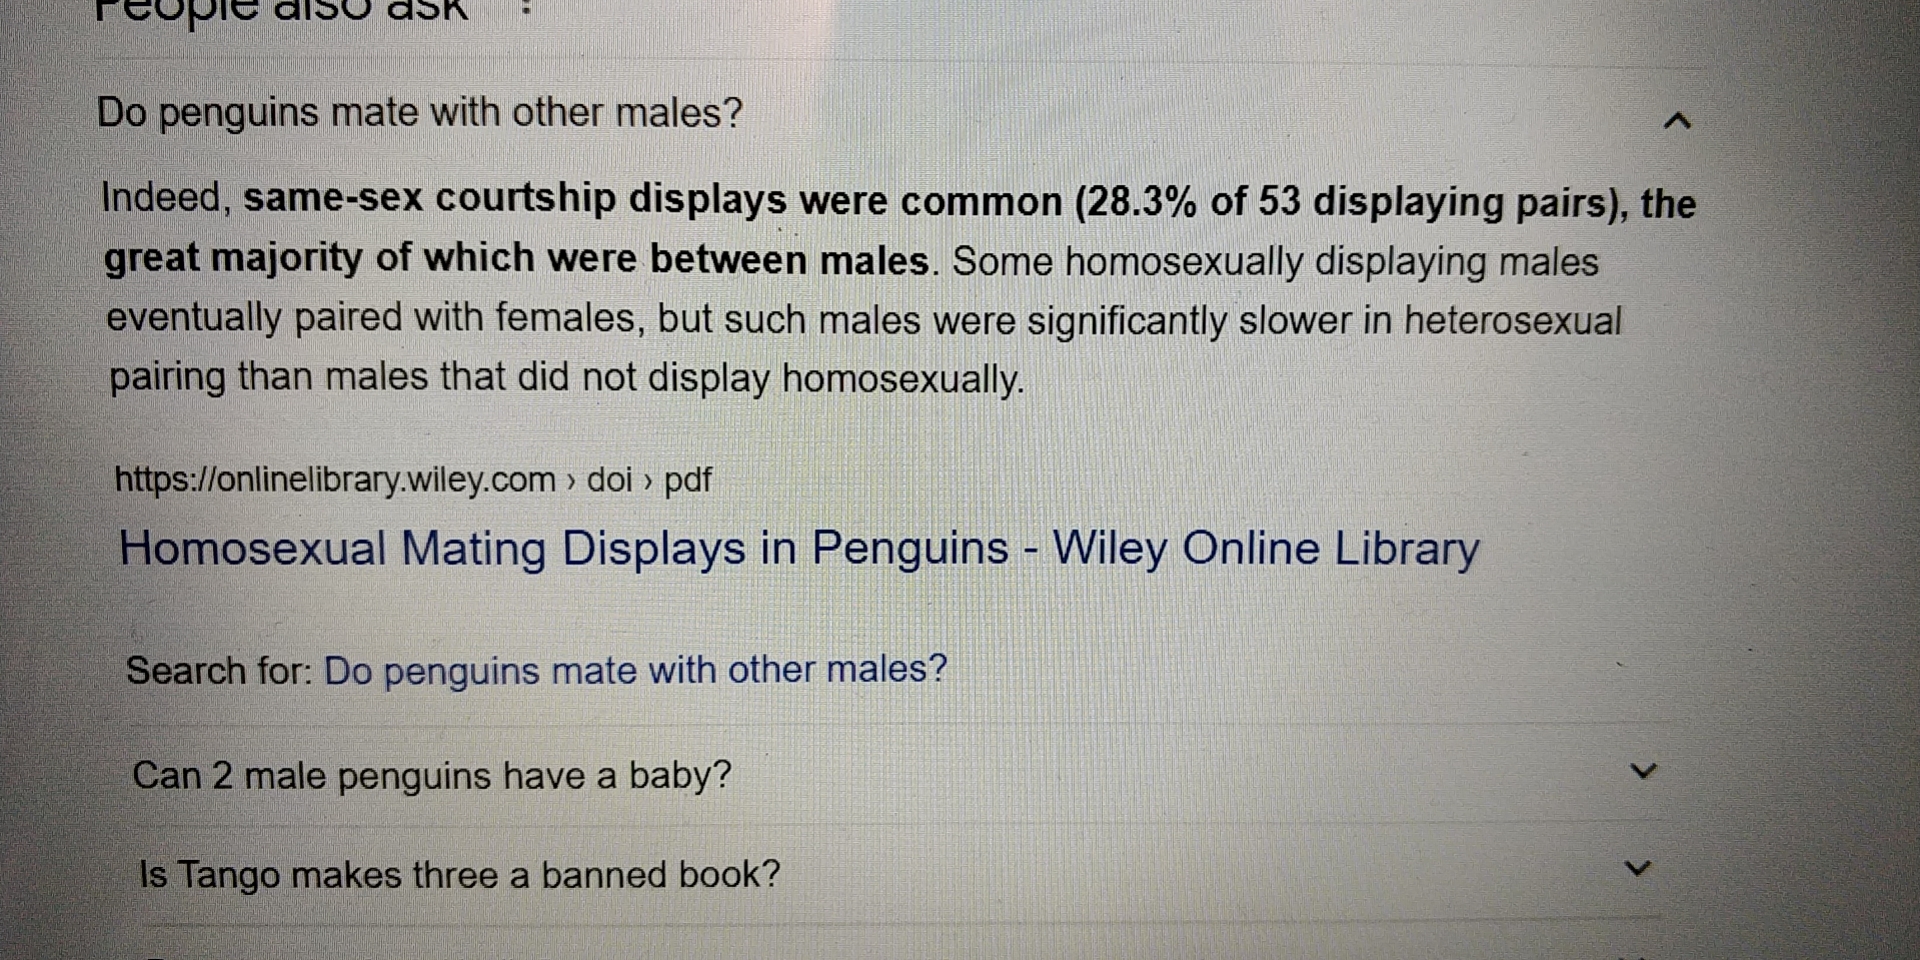 People also ask :
Do penguins mate with other males?
Indeed, same-sex courtship displays were common (28.3% of 53 displaying pairs), the
great majority of which were between males. Some homosexually displaying males
eventually paired with females, but such males were significantly slower in heterosexual
pairing than males that did not display homosexually.
https://onlinelibrary.wiley.com › doi › pdf
Homosexual Mating Displays in Penguins - Wiley Online Library
Search for: Do penguins mate with other males?
Can 2 male penguins have a baby?
Is Tango makes three a banned book?